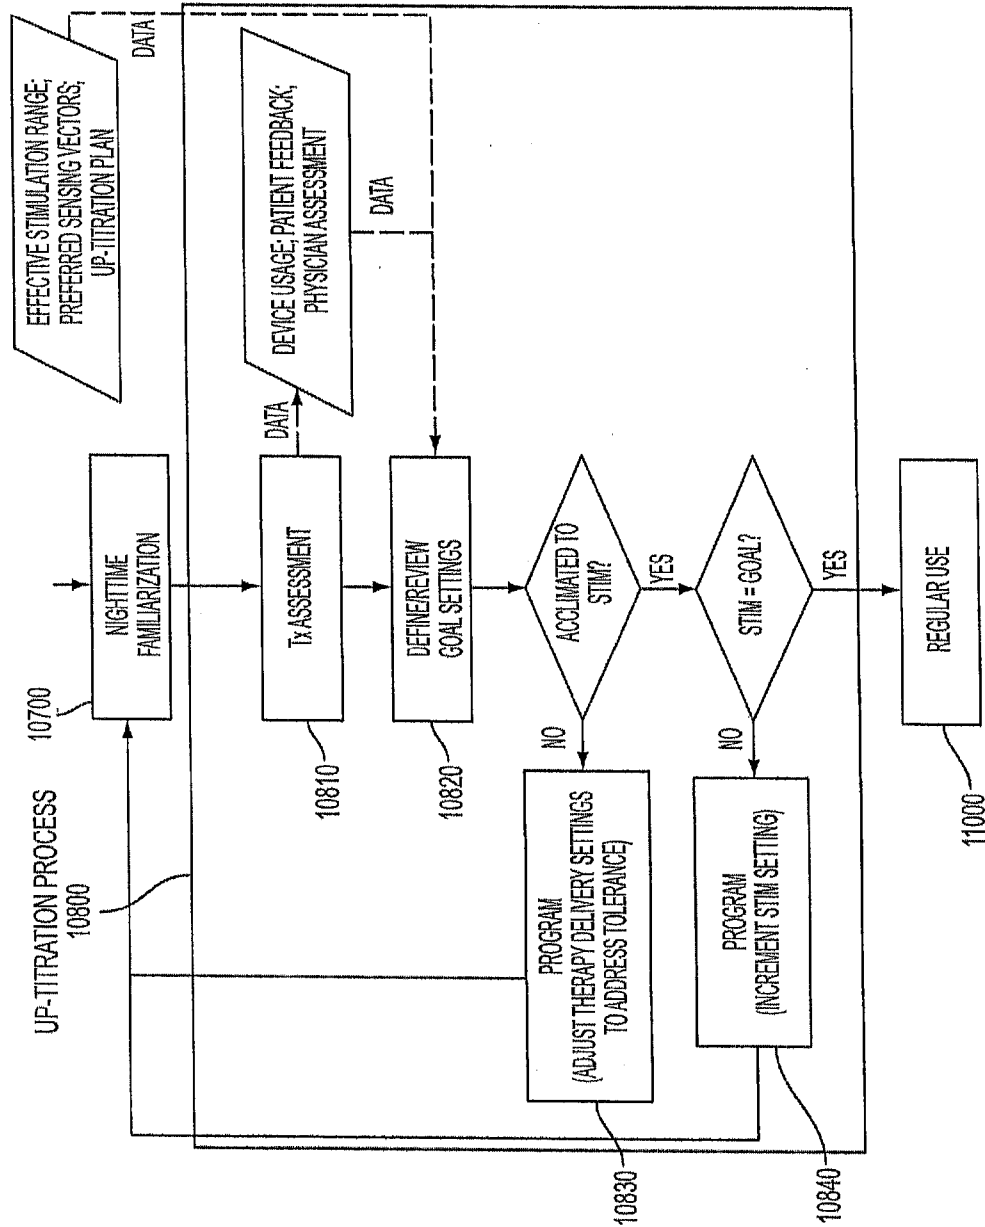 UP-TITRATION PROCESS
10800
10700
NIGHTTIME
FAMILIARIZATION
EFFECTIVE STIMULATION RANGE;
PREFERRED SENSING VECTORS;
UP-TITRATION PLAN
DATA
10810
Tx ASSESSMENT
DATA
DEVICE USAGE; PATIENT FEEDBACK;
PHYSICIAN ASSESSMENT
DATA
10820
DEFINE/REVIEW
GOAL SETTINGS
ACCLIMATED TO
STIM?
NO
YES
PROGRAM
(ADJUST THERAPY DELIVERY SETTINGS
TO ADDRESS TOLERANCE)
10830
STIM = GOAL?
NO
YES
PROGRAM
(INCREMENT STIM SETTING)
10840
REGULAR USE
11000